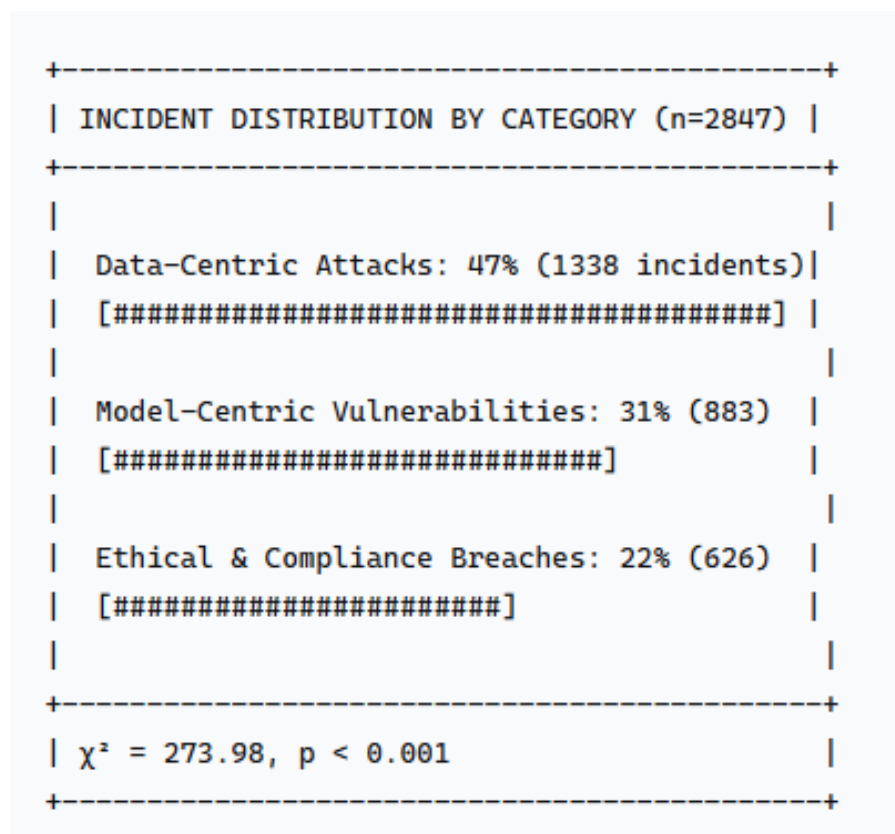 +---------------------------------------------+
| INCIDENT DISTRIBUTION BY CATEGORY (n=2847) |
+---------------------------------------------+
| |
| Data-Centric Attacks: 47% (1338 incidents)|
| [#######################################] |
| |
| Model-Centric Vulnerabilities: 31% (883) |
| [#############################] |
| |
| Ethical & Compliance Breaches: 22% (626) |
| [#######################] |
| |
+---------------------------------------------+
| χ² = 273.98, p < 0.001 |
+---------------------------------------------+